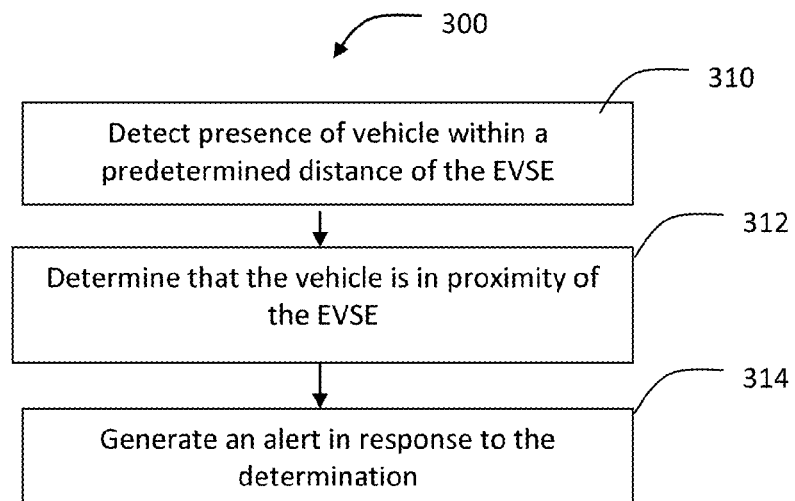 300
310
Detect presence of vehicle within a
predetermined distance of the EVSE
312
Determine that the vehicle is in proximity of
the EVSE
314
Generate an alert in response to the
determination